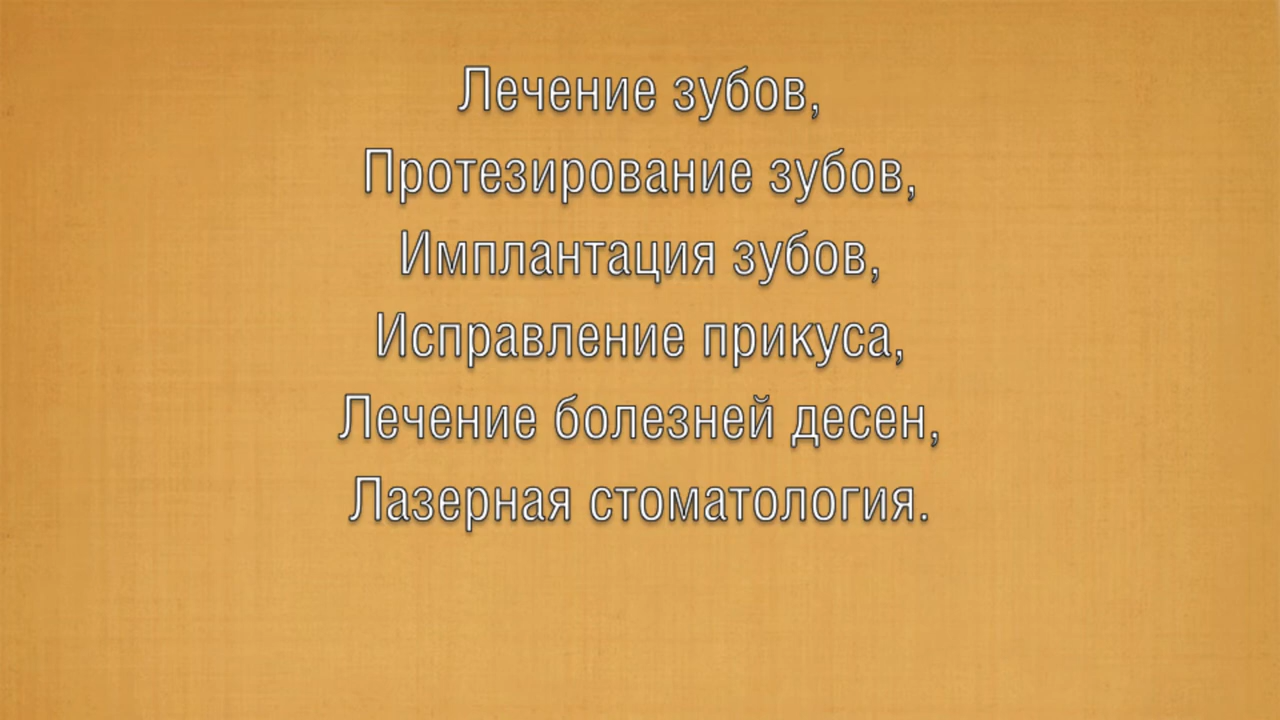 Лечение зубов,
Протезирование зубов,
Имплантация зубов,
Исправление прикуса,
Лечение болезней десен,
Лазерная стоматология.